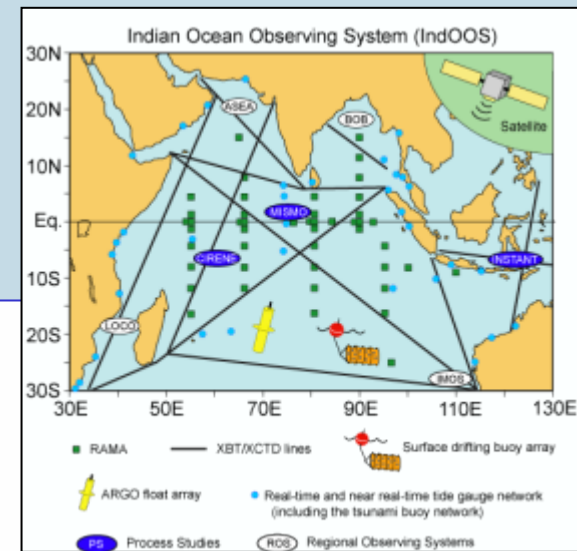 Indian Ocean Observing System (IndOOS)
30N
20N
10N
Eq.
10S
20S
30S
ASEA
BOB
Satellite
MISMO
CIRENE
INSTANT
LOCO
IMOS
30E
50E
70E
90E
110E
130E
RAMA
XBT/XCTD lines
Surface drifting buoy array
ARGO float array
Real-time and near real-time tide gauge network
(including the tsunami buoy network)
PS Process Studies
ROS Regional Observing Systems